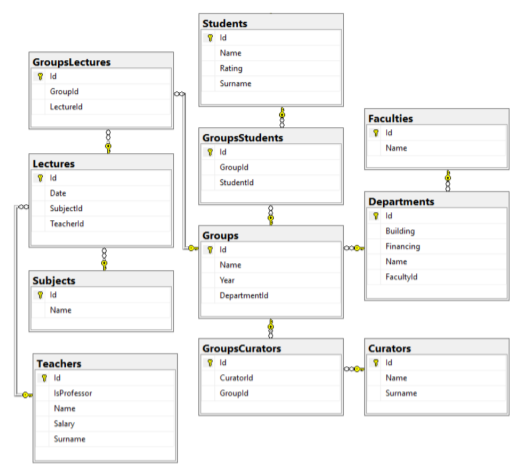 Students
Id
Name
Rating
Surname
GroupsLectures
Id
GroupId
LectureId
Faculties
Id
Name
GroupsStudents
Id
GroupId
StudentId
Lectures
Id
Date
SubjectId
TeacherId
Departments
Id
Building
Financing
Name
FacultyId
Groups
Id
Name
Year
DepartmentId
Subjects
Id
Name
GroupsCurators
Id
CuratorId
GroupId
Curators
Id
Name
Surname
Teachers
Id
IsProfessor
Name
Salary
Surname